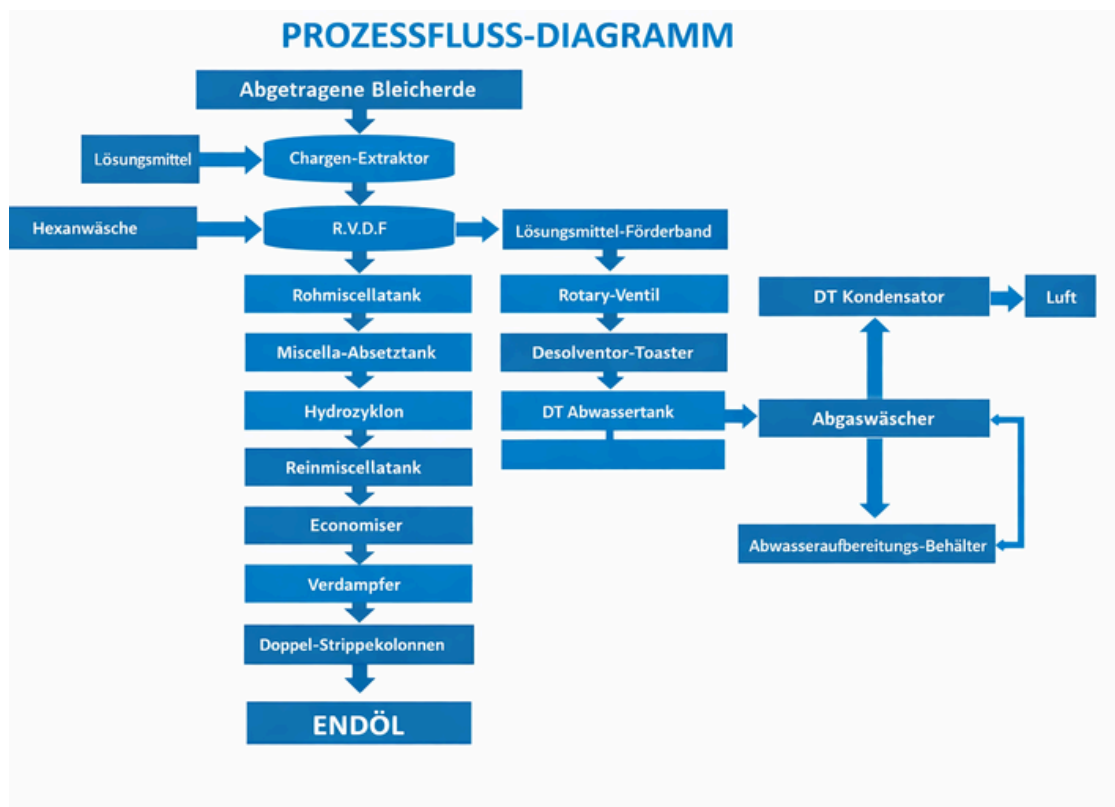 PROZESSFLUSS-DIAGRAMM
Abgetragene Bleicherde
Lösungsmittel
Chargen-Extraktor
Hexanwäsche
R.V.D.F
Lösungsmittel-Förderband
Rohmiscellatank
Rotary-Ventil
DT Kondensator
Luft
Miscella-Absetztank
Desolventor-Toaster
Hydrozyklon
DT Abwassertank
Abgaswäscher
Reinmiscellatank
Economiser
Abwasseraufbereitungs-Behälter
Verdampfer
Doppel-Strippekolonnen
ENDÖL